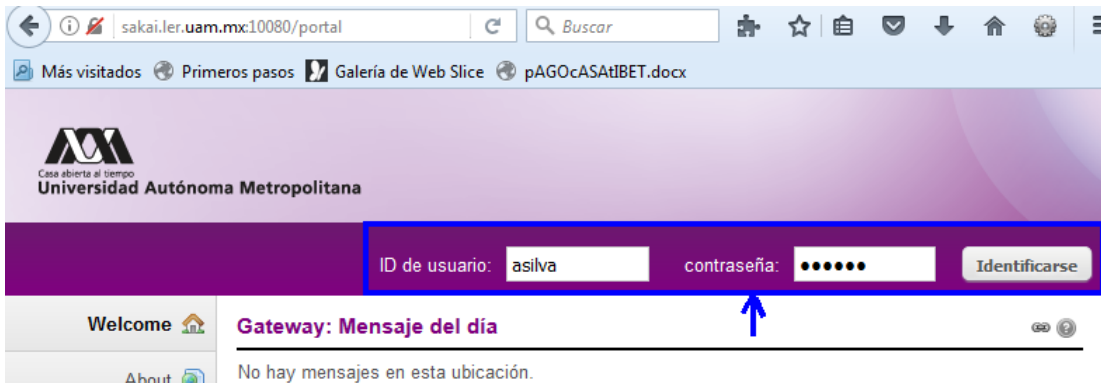 sakai.ler.uam.mx:10080/portal Buscar
Más visitados Primeros pasos Galería de Web Slice pAGOcASAtIBET.docx
Casa abierta al tiempo
Universidad Autónoma Metropolitana
ID de usuario: asilva contraseña: •••••• Identificarse
Welcome Gateway: Mensaje del día
About No hay mensajes en esta ubicación.